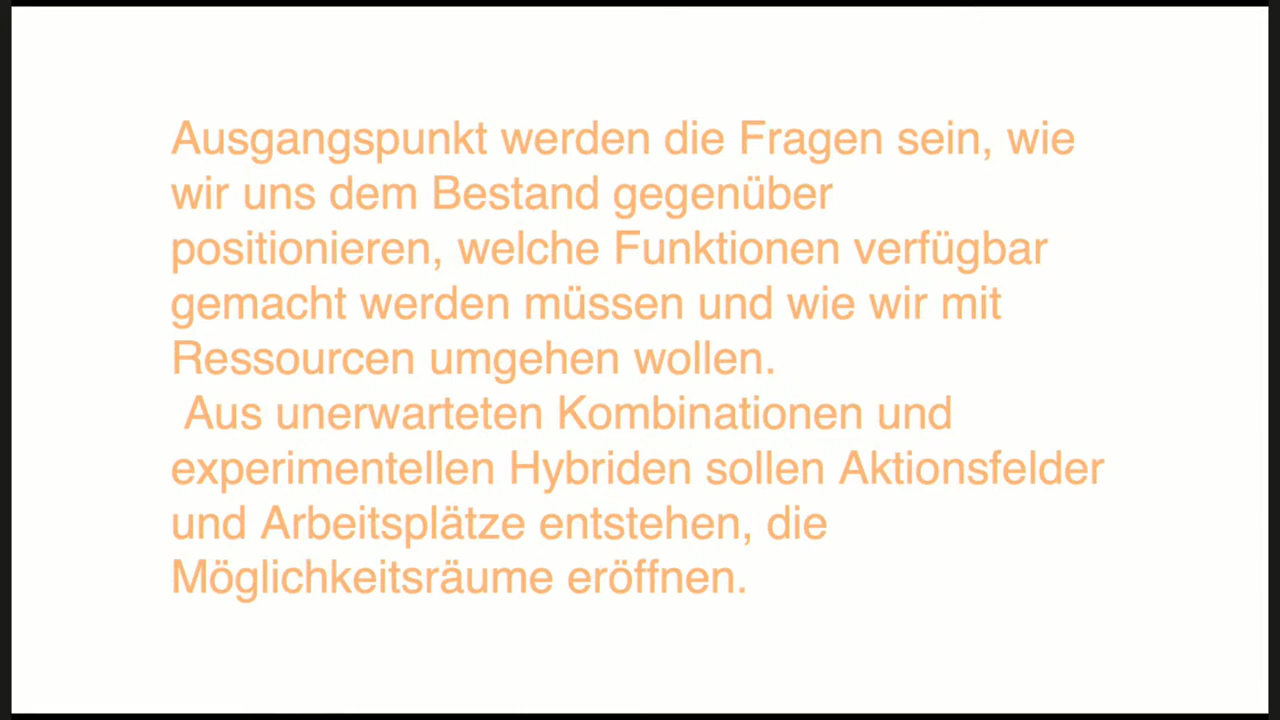 Ausgangspunkt werden die Fragen sein, wie
wir uns dem Bestand gegenüber
positionieren, welche Funktionen verfügbar
gemacht werden müssen und wie wir mit
Ressourcen umgehen wollen.
Aus unerwarteten Kombinationen und
experimentellen Hybriden sollen Aktionsfelder
und Arbeitsplätze entstehen, die
Möglichkeitsräume eröffnen.